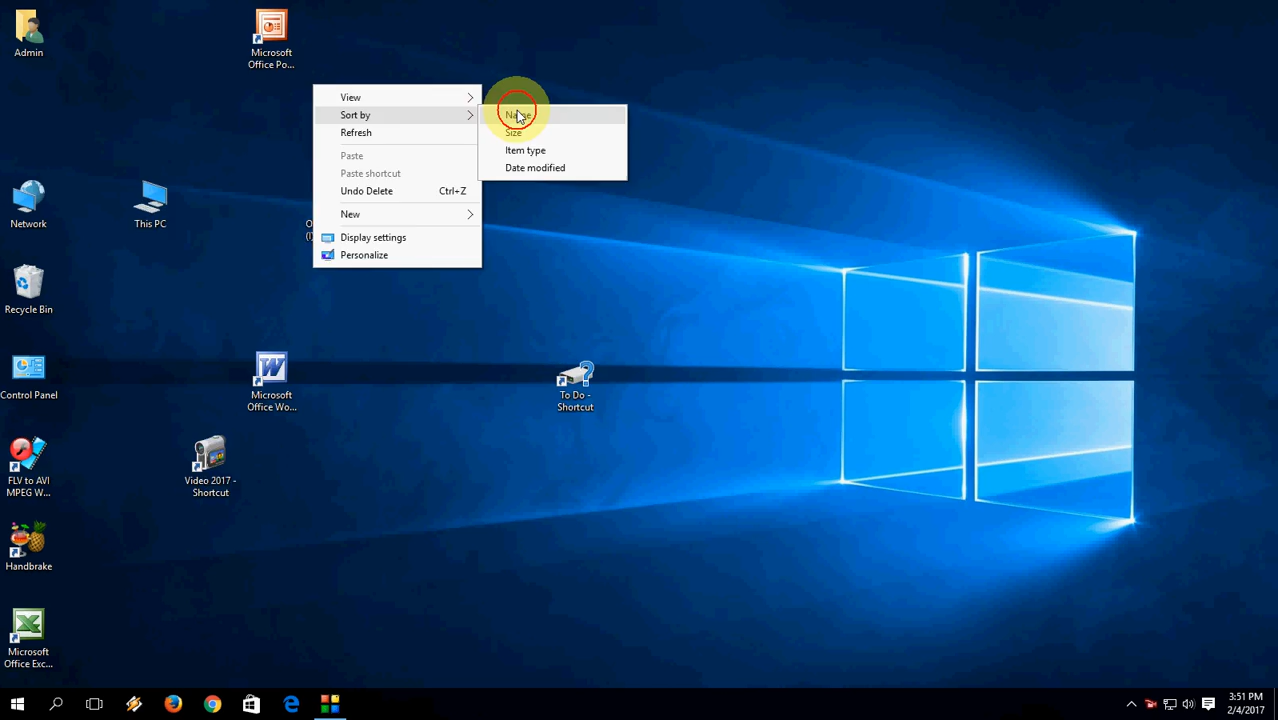 Admin
Microsoft
Office Po...
View
Sort by
Refresh
Paste
Paste shortcut
Undo Delete Ctrl+Z
New
Display settings
Personalize
Name
Size
Item type
Date modified
Network
This PC
Recycle Bin
Control Panel
Microsoft
Office Wo...
To Do -
Shortcut
FLV to AVI
MPEG W...
Video 2017 -
Shortcut
Handbrake
Microsoft
Office Exc...
3:51 PM
2/4/2017